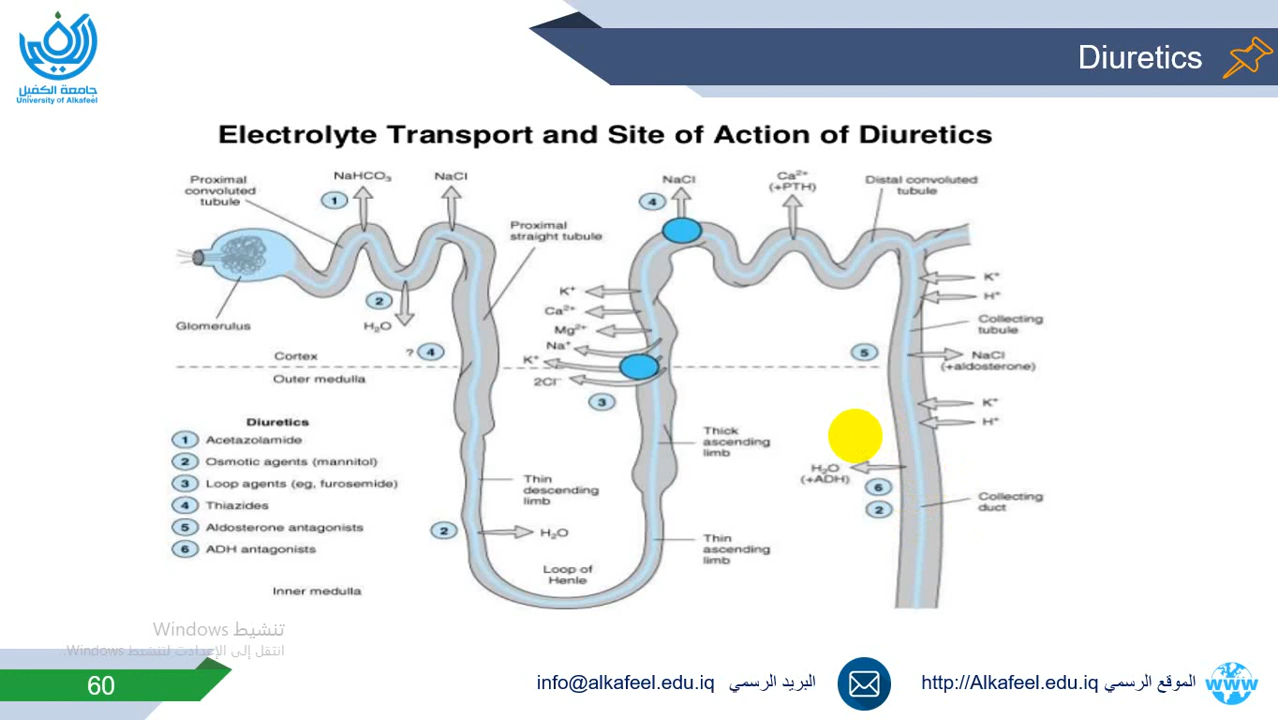 جامعة الكفيل
University of Alkafeel
Diuretics
Electrolyte Transport and Site of Action of Diuretics
Proximal
convoluted
tubule
NaHCO₃
1
NaCl
Proximal
straight tubule
NaCl
4
Ca²⁺
(+PTH)
Distal convoluted
tubule
Glomerulus
2
H₂O
? 4
Cortex
Outer medulla
K⁺
Ca²⁺
Mg²⁺
Na⁺
K⁺
2Cl⁻
3
K⁺
H⁺
Collecting
tubule
5
NaCl
(+aldosterone)
K⁺
H⁺
Thick
ascending
limb
H₂O
(+ADH)
6
2
Collecting
duct
Diuretics
1 Acetazolamide
2 Osmotic agents (mannitol)
3 Loop agents (eg, furosemide)
4 Thiazides
5 Aldosterone antagonists
6 ADH antagonists
Thin
descending
limb
2
H₂O
Thin
ascending
limb
Loop of
Henle
Inner medulla
تنشيط Windows
انتقل إلى الإعدادت لتنشيط Windows.
60
info@alkafeel.edu.iq البريد الرسمي
http://Alkafeel.edu.iq الموقع الرسمي
www